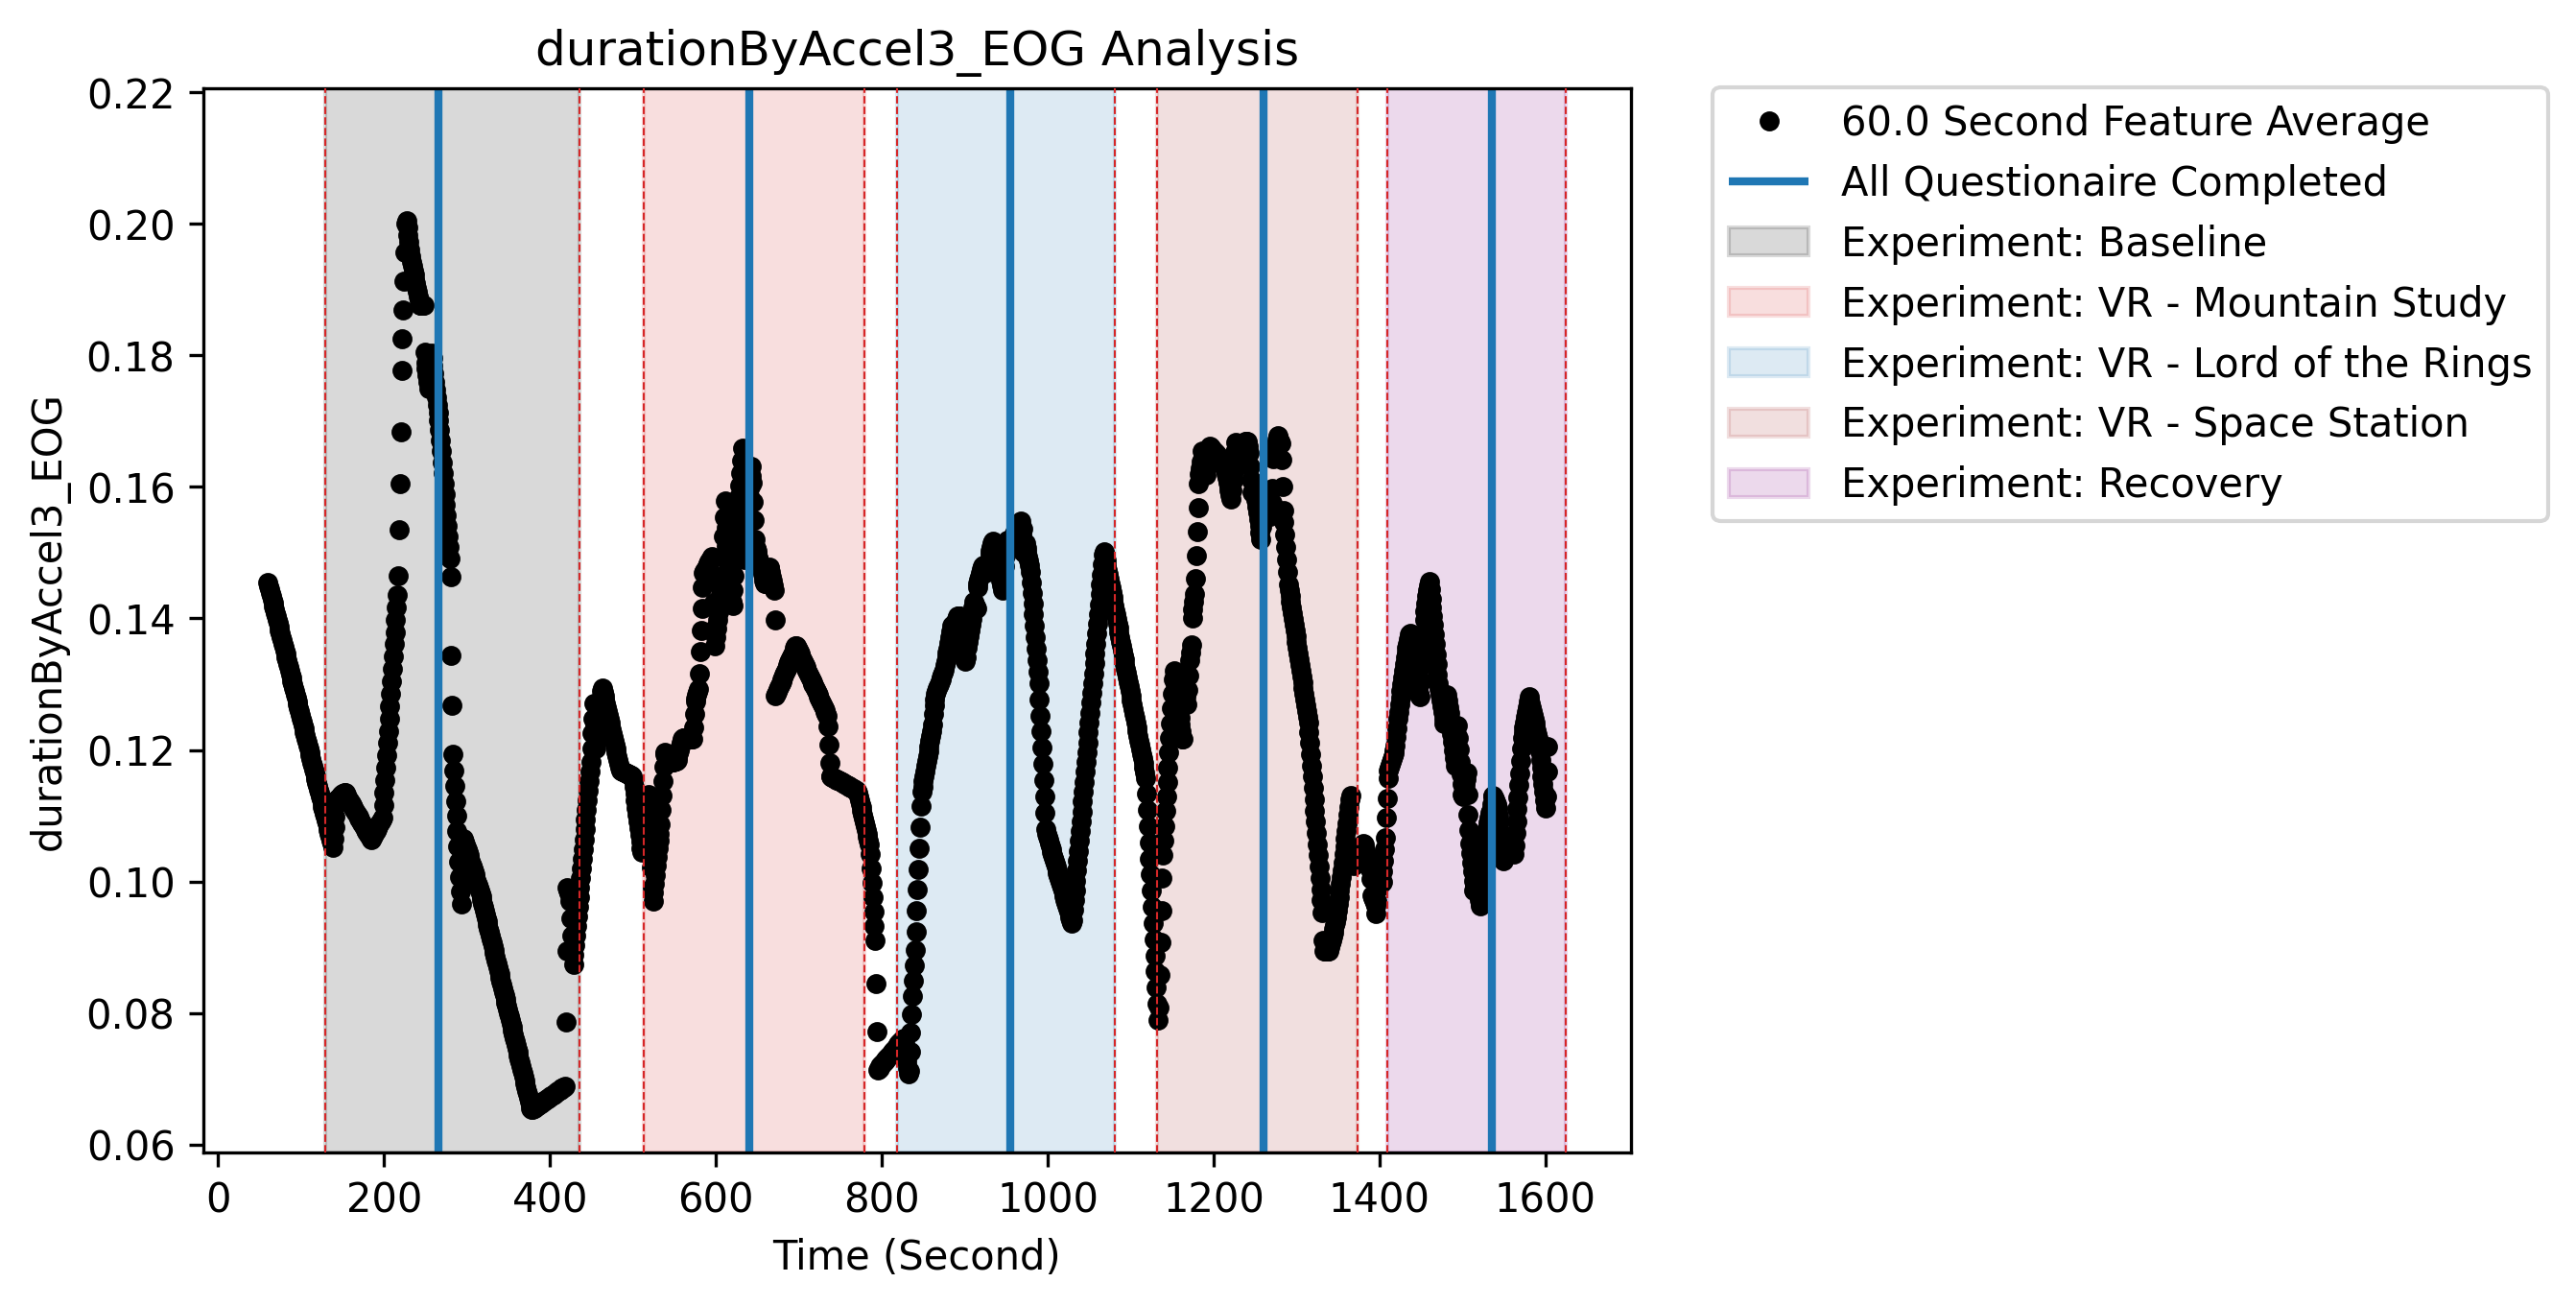 durationByAccel3_EOG Analysis
0.22
0.20
0.18
0.16
0.14
0.12
0.10
0.08
0.06
durationByAccel3_EOG
0
200
400
600
800
1000
1200
1400
1600
Time (Second)
60.0 Second Feature Average
All Questionaire Completed
Experiment: Baseline
Experiment: VR - Mountain Study
Experiment: VR - Lord of the Rings
Experiment: VR - Space Station
Experiment: Recovery